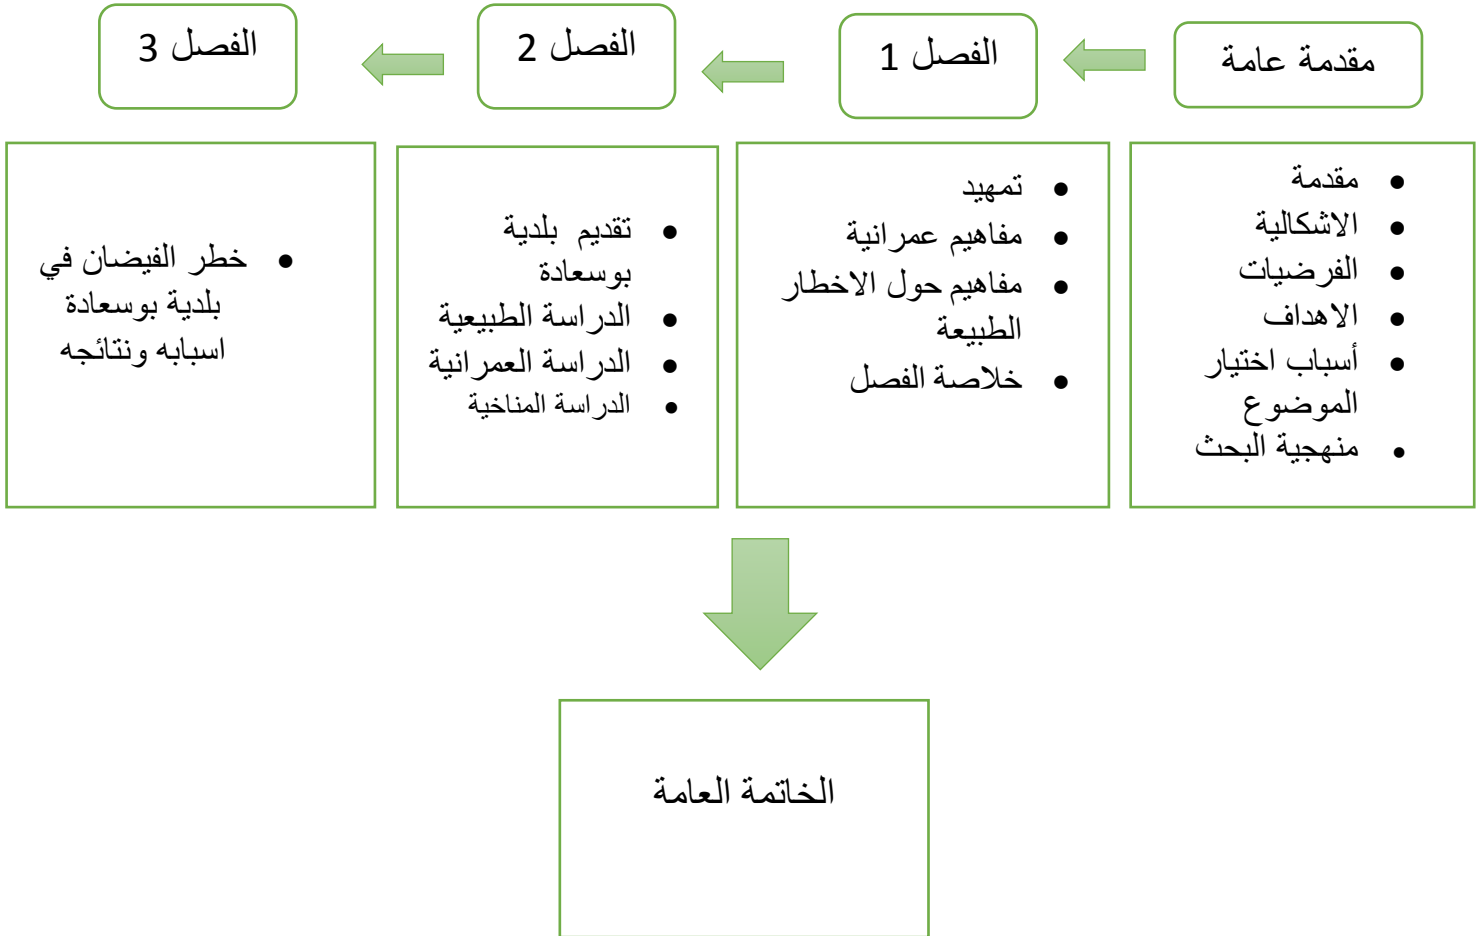 مقدمة عامة
مقدمة
الاشكالية
الفرضيات
الاهداف
أسباب اختيار
الموضوع
منهجية البحث
الفصل 1
تمهيد
مفاهيم عمرانية
مفاهيم حول الاخطار
الطبيعة
خلاصة الفصل
الفصل 2
تقديم بلدية
بوسعادة
الدراسة الطبيعية
الدراسة العمرانية
الدراسة المناخية
الفصل 3
خطر الفيضان في
بلدية بوسعادة
اسبابه ونتائجه
الخاتمة العامة